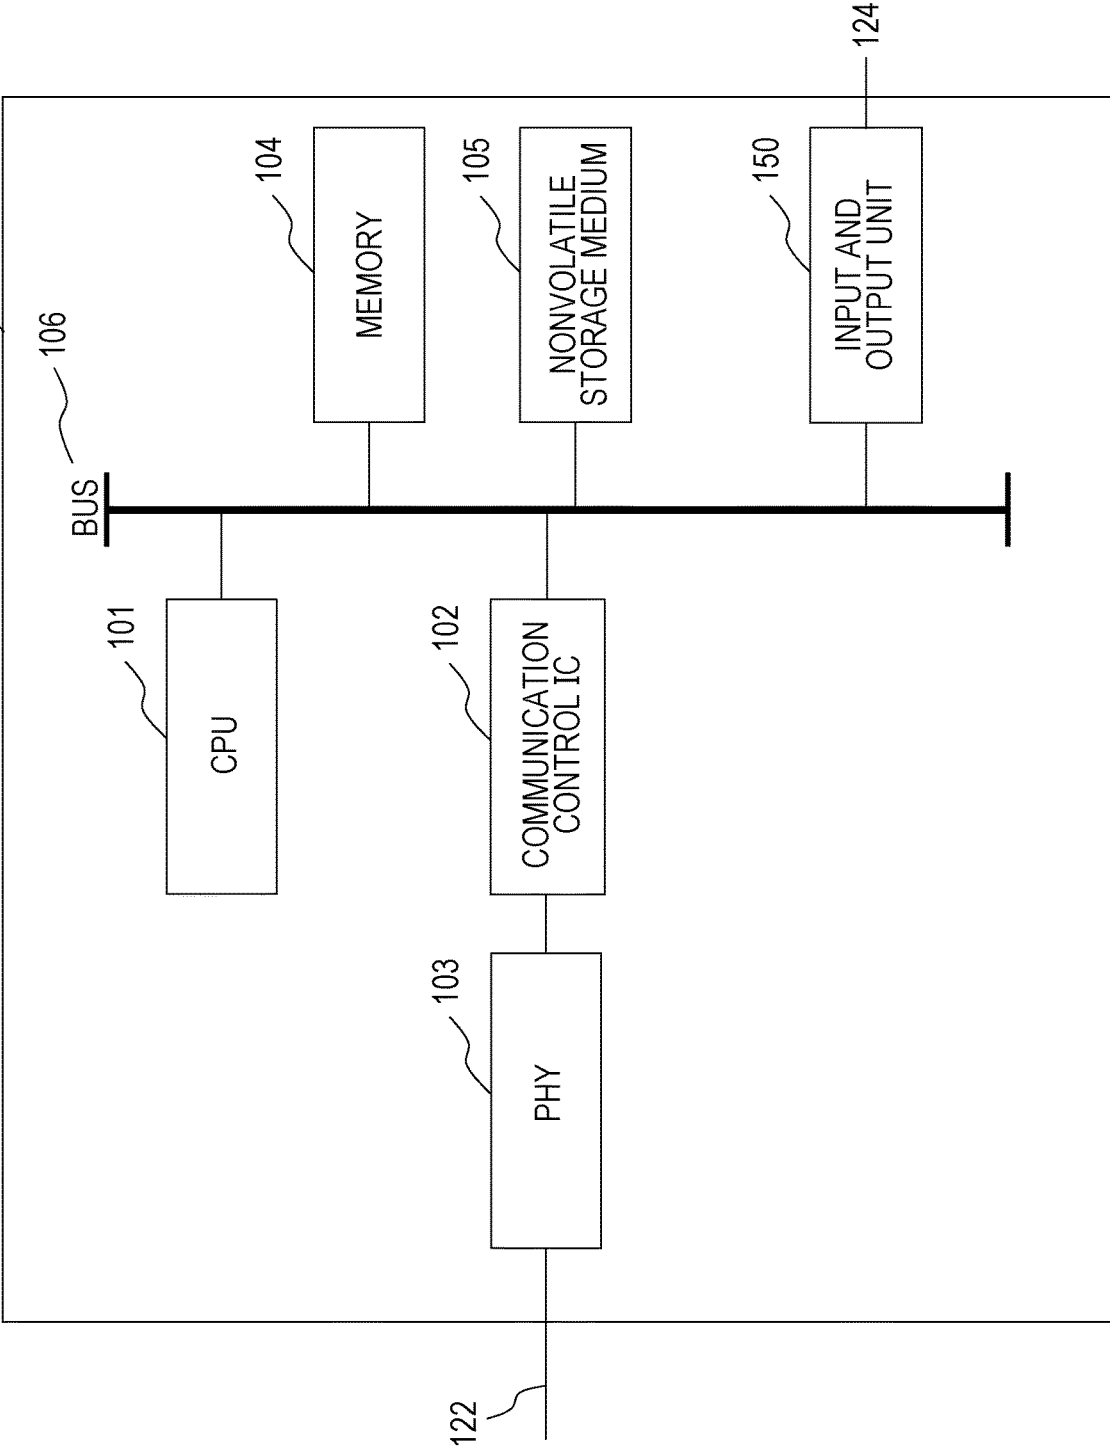 106
BUS
101
CPU
104
MEMORY
103
PHY
102
COMMUNICATION
CONTROL IC
105
NONVOLATILE
STORAGE MEDIUM
150
INPUT AND
OUTPUT UNIT
122
124